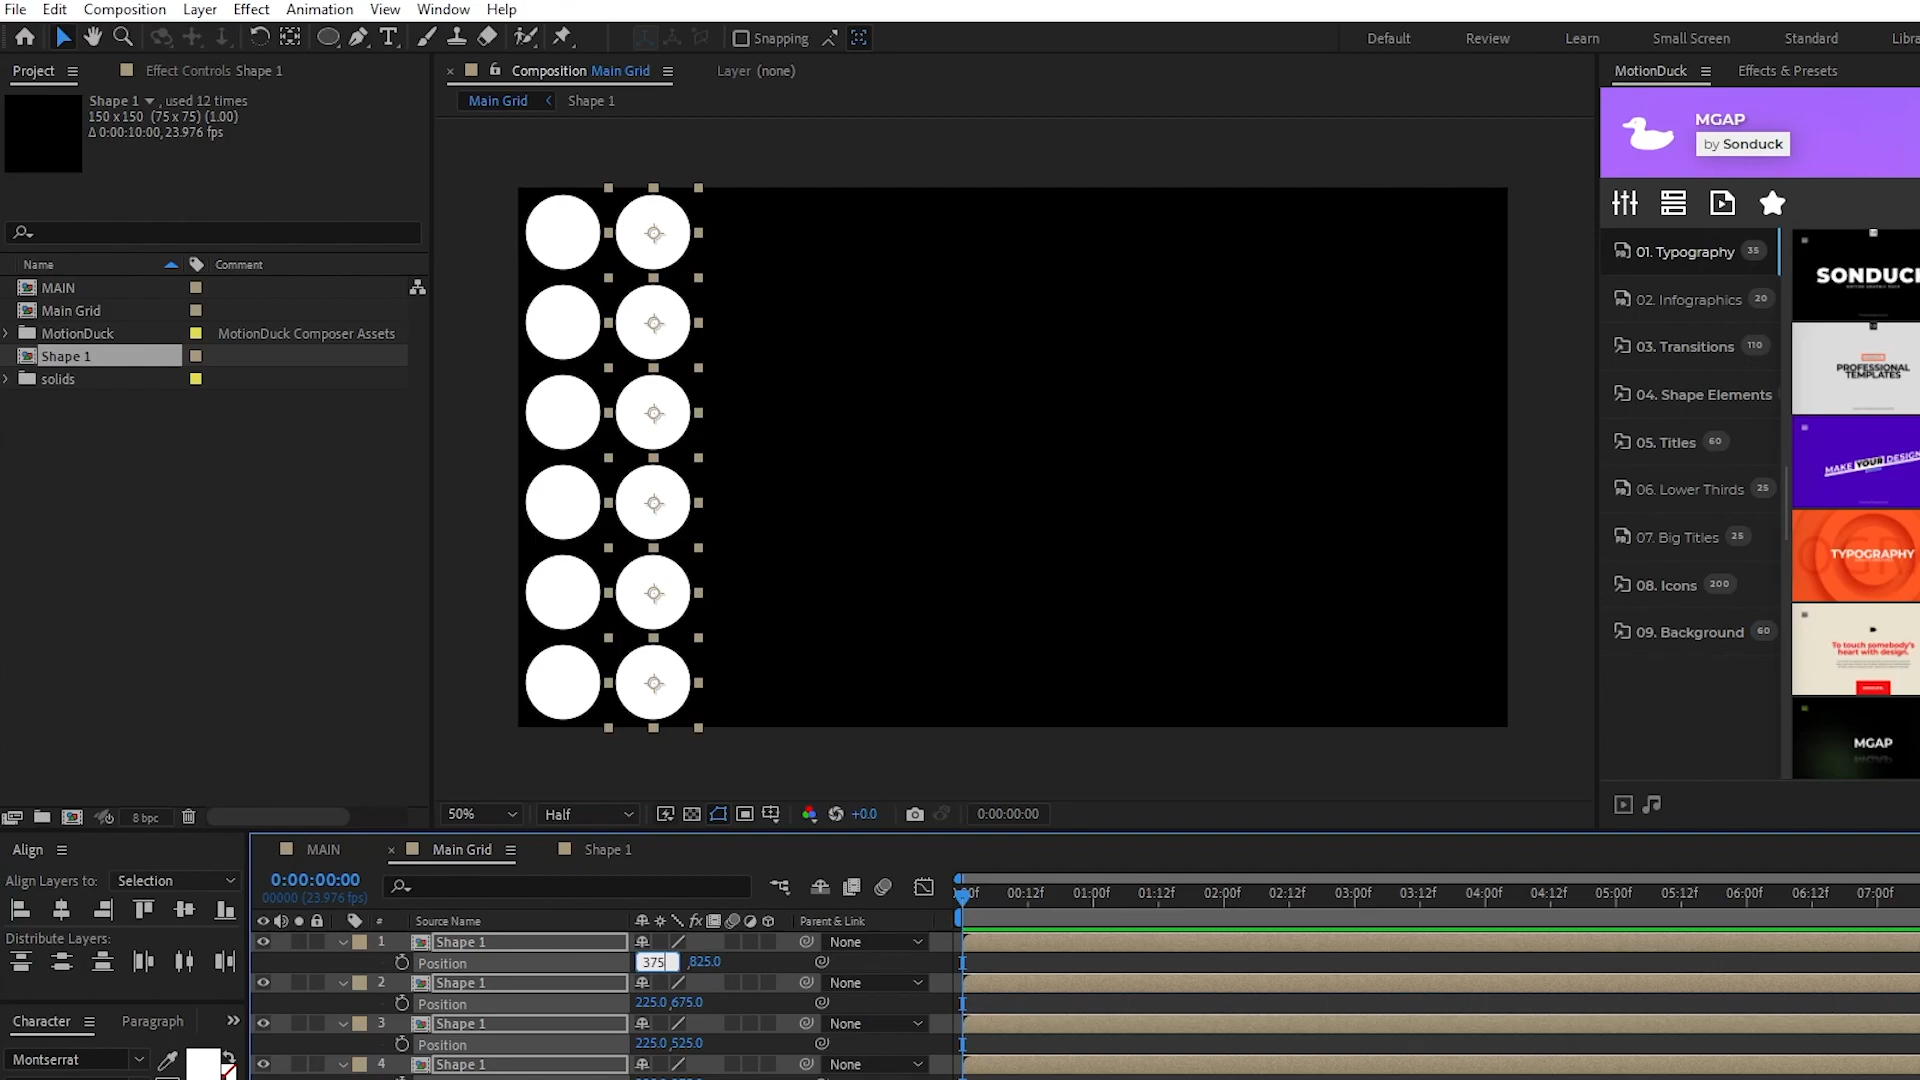 File Edit Composition Layer Effect Animation View Window Help
Snapping Default Review Learn Small Screen Standard
Project Effect Controls Shape 1
Composition Main Grid Layer (none)
MotionDuck Effects & Presets
Main Grid Shape 1
Shape 1 , used 12 times
150 x 150 (75 x 75) (1.00)
Δ 0:00:10:00, 23.976 fps
MGAP
by Sonduck
Name Comment
MAIN
Main Grid
MotionDuck MotionDuck Composer Assets
Shape 1
solids
01. Typography 35
02. Infographics 20
03. Transitions 110
04. Shape Elements
05. Titles 60
06. Lower Thirds 25
07. Big Titles 25
08. Icons 200
09. Background 60
SONDUCK
PROFESSIONAL
TEMPLATES
MAKE YOUR DESIGN
TYPOGRAPHY
To touch somebody's
heart with design.
MGAP
8 bpc
50% Half +0.0 0:00:00:00
Align
Align Layers to: Selection
Distribute Layers:
Character Paragraph
Montserrat
MAIN Main Grid Shape 1
0:00:00:00
00000 (23.976 fps)
00:12f 01:00f 01:12f 02:00f 02:12f 03:00f 03:12f 04:00f 04:12f 05:00f 05:12f 06:00f 06:12f 07:00f
# Source Name fx Parent & Link
1 Shape 1 None
Position 375 ,825.0
2 Shape 1 None
Position 225.0,675.0
3 Shape 1 None
Position 225.0,525.0
4 Shape 1 None